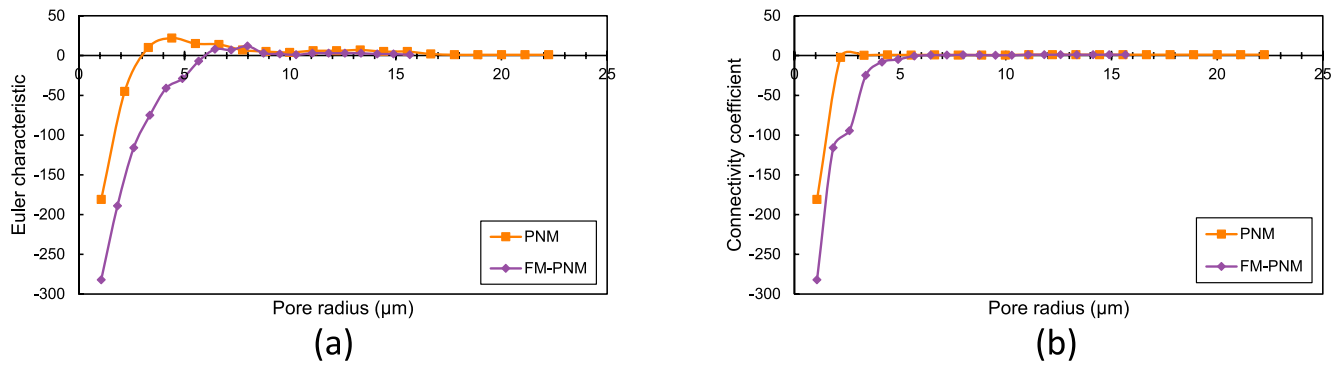 50
0
-50
-100
-150
-200
-250
-300
0 5 10 15 20 25
Euler characteristic
Pore radius (μm)
PNM
FM-PNM
(a)
50
0
-50
-100
-150
-200
-250
-300
0 5 10 15 20 25
Connectivity coefficient
Pore radius (μm)
PNM
FM-PNM
(b)